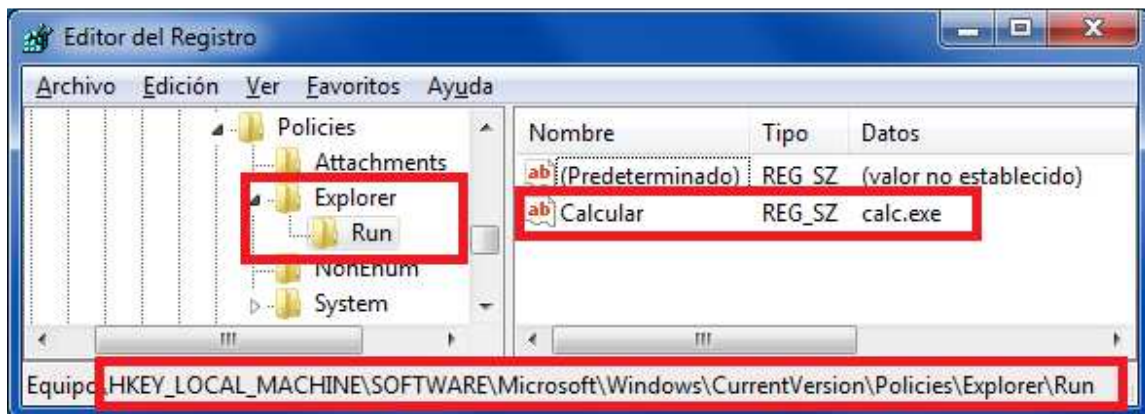 Editor del Registro
Archivo Edición Ver Favoritos Ayuda
Policies
Attachments
Explorer
Run
NonEnum
System
Nombre Tipo Datos
(Predeterminado) REG_SZ (valor no establecido)
Calcular REG_SZ calc.exe
Equipo\HKEY_LOCAL_MACHINE\SOFTWARE\Microsoft\Windows\CurrentVersion\Policies\Explorer\Run